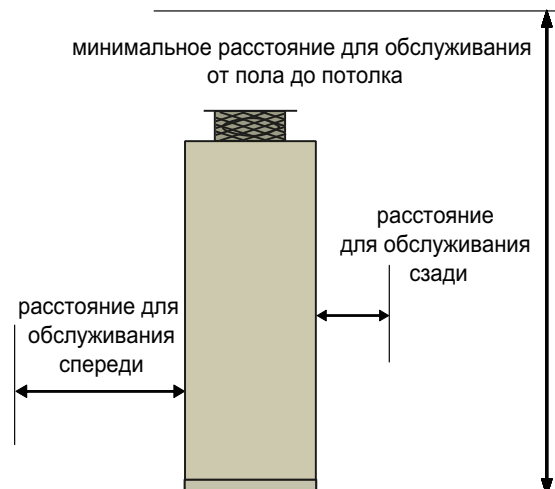 минимальное расстояние для обслуживания
от пола до потолка
расстояние
для обслуживания
сзади
расстояние для
обслуживания
спереди